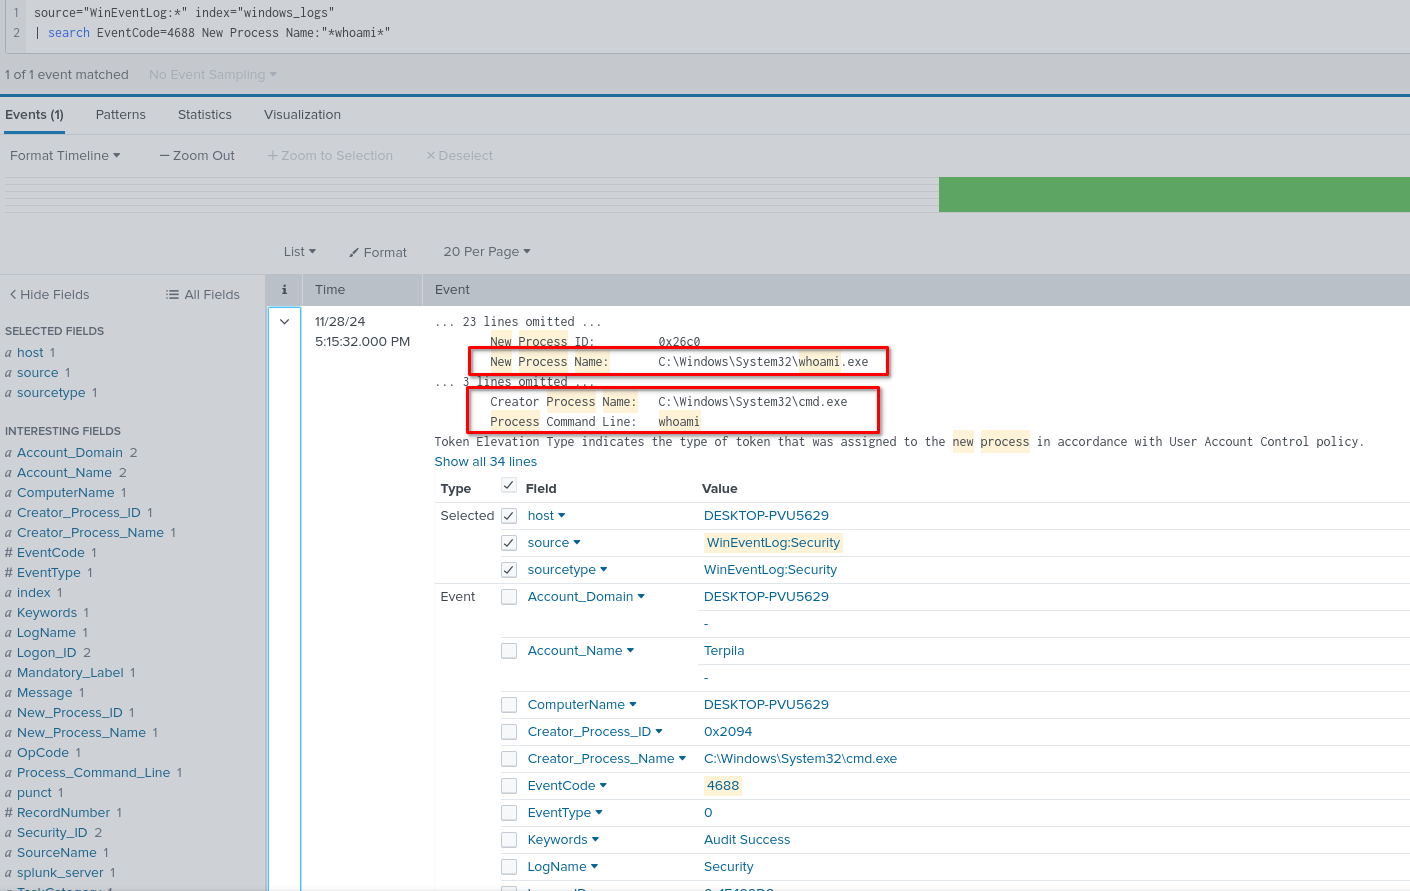 1 source="WinEventLog:*" index="windows_logs"
2 | search EventCode=4688 New Process Name:"*whoami*"
1 of 1 event matched No Event Sampling
Events (1) Patterns Statistics Visualization
Format Timeline — Zoom Out + Zoom to Selection × Deselect
List Format 20 Per Page
< Hide Fields All Fields
i Time Event
SELECTED FIELDS
a host 1
a source 1
a sourcetype 1
INTERESTING FIELDS
a Account_Domain 2
a Account_Name 2
a ComputerName 1
a Creator_Process_ID 1
a Creator_Process_Name 1
# EventCode 1
# EventType 1
a index 1
a Keywords 1
a LogName 1
a Logon_ID 2
a Mandatory_Label 1
a Message 1
a New_Process_ID 1
a New_Process_Name 1
a OpCode 1
a Process_Command_Line 1
a punct 1
# RecordNumber 1
a Security_ID 2
a SourceName 1
a splunk_server 1
11/28/24
5:15:32.000 PM
... 23 lines omitted ...
New Process ID: 0x26c0
New Process Name: C:\Windows\System32\whoami.exe
... 3 lines omitted ...
Creator Process Name: C:\Windows\System32\cmd.exe
Process Command Line: whoami
Token Elevation Type indicates the type of token that was assigned to the new process in accordance with User Account Control policy.
Show all 34 lines
Type Field Value
Selected host DESKTOP-PVU5629
source WinEventLog:Security
sourcetype WinEventLog:Security
Event Account_Domain DESKTOP-PVU5629
-
Account_Name Terpila
-
ComputerName DESKTOP-PVU5629
Creator_Process_ID 0x2094
Creator_Process_Name C:\Windows\System32\cmd.exe
EventCode 4688
EventType 0
Keywords Audit Success
LogName Security